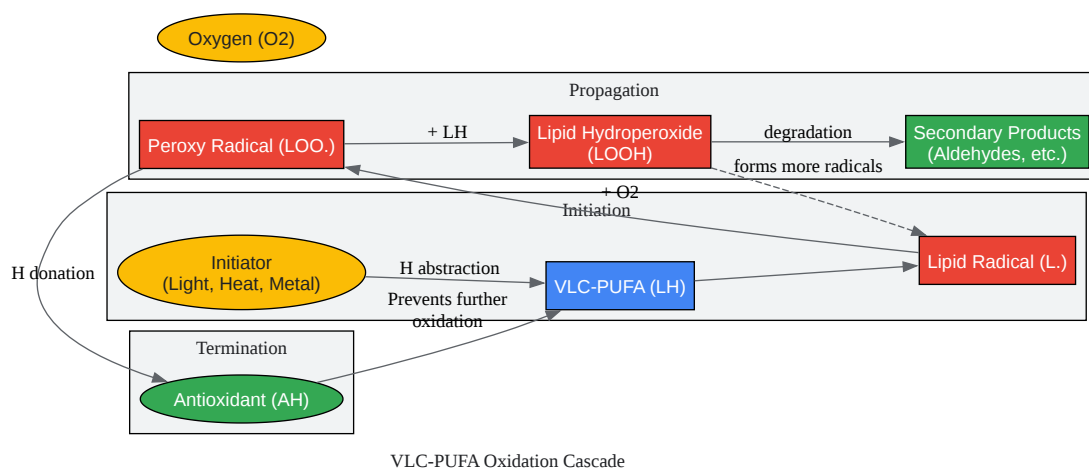 Oxygen (O2)
Propagation
Peroxy Radical (LOO.)
+ LH
Lipid Hydroperoxide
(LOOH)
degradation
Secondary Products
(Aldehydes, etc.)
forms more radicals
+ O2
Initiation
Initiator
(Light, Heat, Metal)
H abstraction
VLC-PUFA (LH)
Lipid Radical (L.)
H donation
Prevents further
oxidation
Termination
Antioxidant (AH)
VLC-PUFA Oxidation Cascade